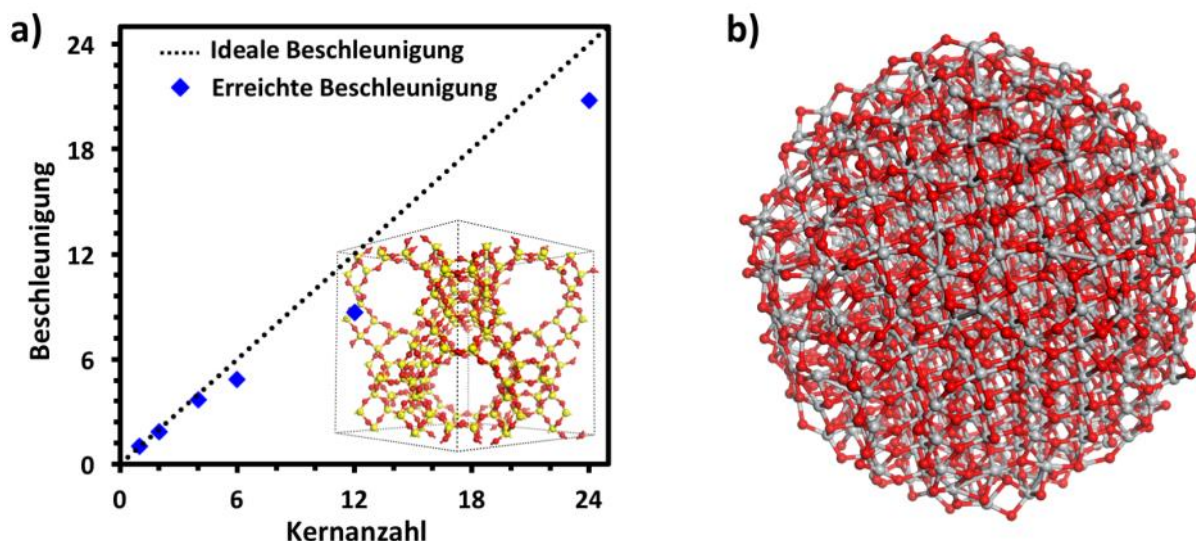 a)
b)
24
Ideale Beschleunigung
Erreichte Beschleunigung
18
12
6
0
Beschleunigung
0 6 12 18 24
Kernanzahl